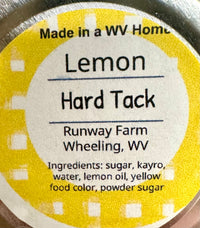 Made in a WV Home
Lemon
Hard Tack
Runway Farm
Wheeling, WV
Ingredients: sugar, kayro,
water, lemon oil, yellow
food color, powder sugar